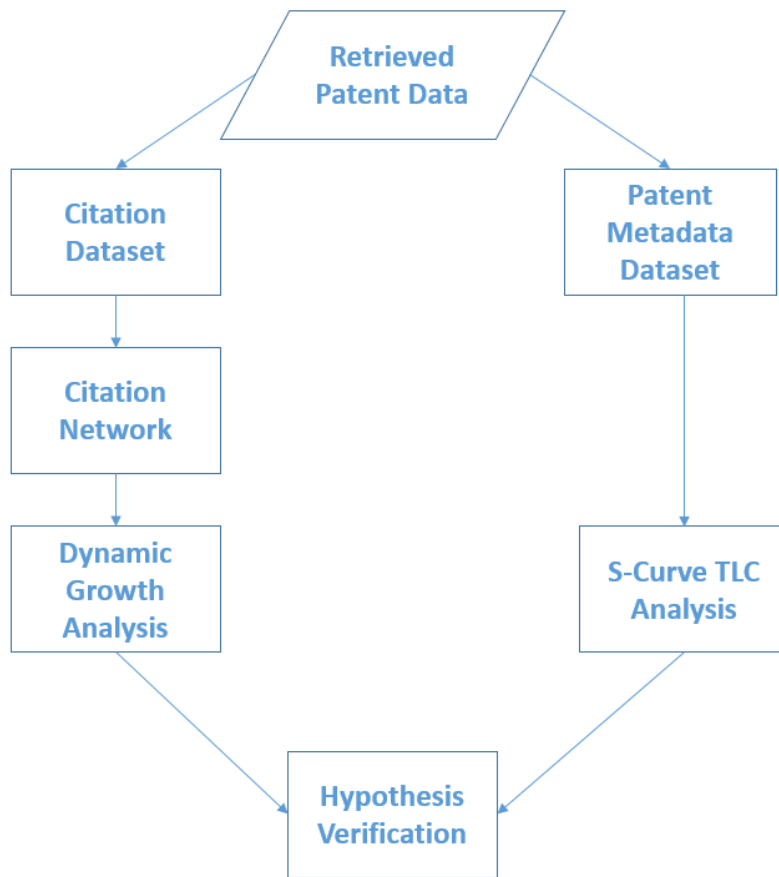 Retrieved
Patent Data
Citation
Dataset
Patent
Metadata
Dataset
Citation
Network
Dynamic
Growth
Analysis
S-Curve TLC
Analysis
Hypothesis
Verification